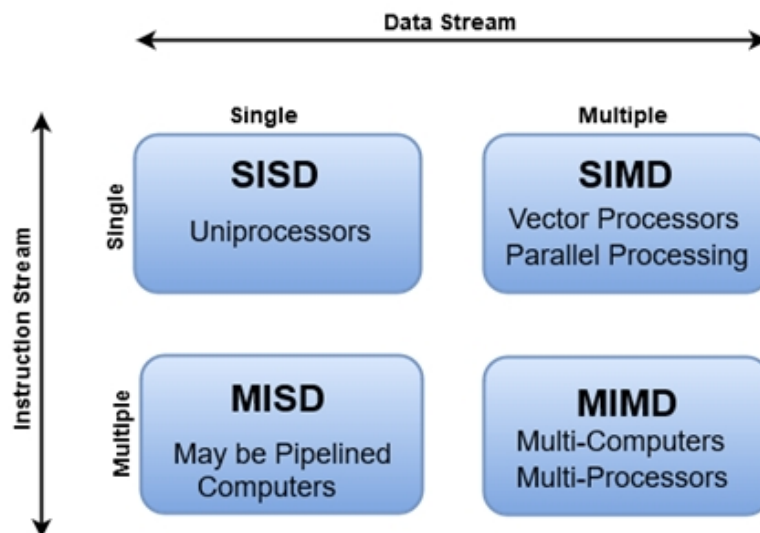 Data Stream
Single
Multiple
Instruction Stream
Single
SISD
Uniprocessors
SIMD
Vector Processors
Parallel Processing
Multiple
MISD
May be Pipelined
Computers
MIMD
Multi-Computers
Multi-Processors